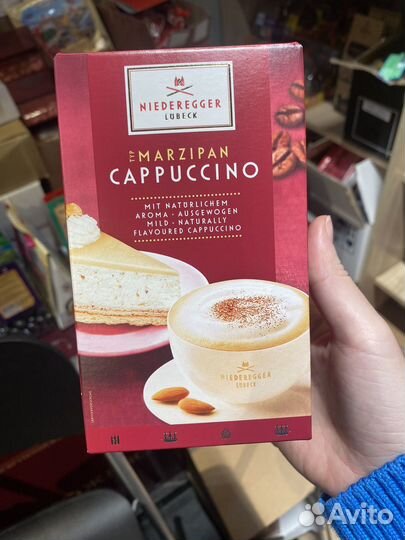 NIEDEREGGER
LÜBECK
TYP
MARZIPAN
CAPPUCCINO
MIT NATÜRLICHEM
AROMA · AUSGEWOGEN
MILD · NATURALLY
FLAVOURED CAPPUCCINO
NIEDEREGGER
LÜBECK
Avito